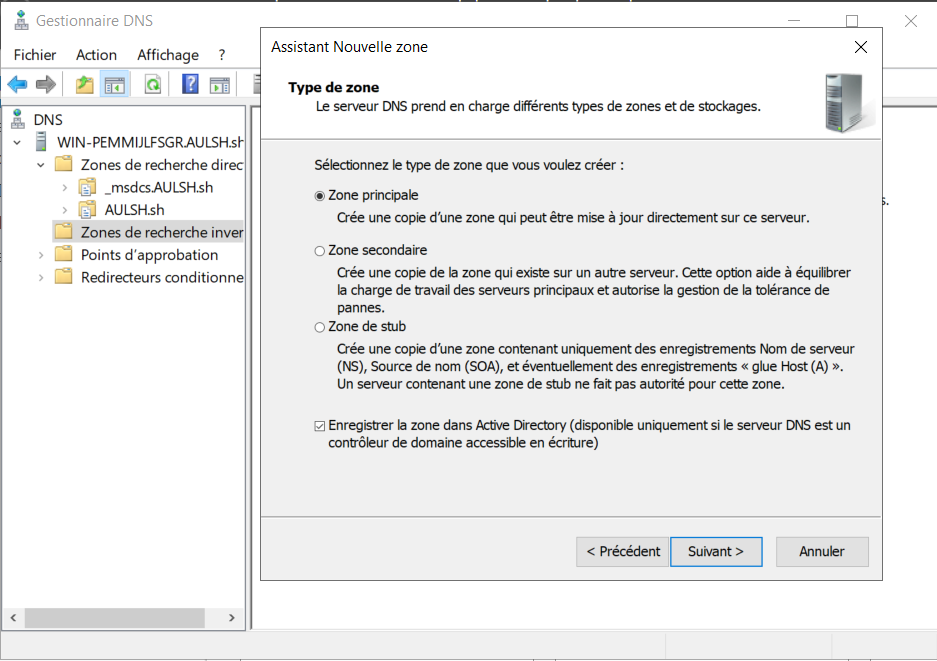 Gestionnaire DNS
Fichier Action Affichage ?
DNS
WIN-PEMMIJLFSGR.AULSH.sh
Zones de recherche direc
_msdcs.AULSH.sh
AULSH.sh
Zones de recherche inver
Points d’approbation
Redirecteurs conditionne
Assistant Nouvelle zone
Type de zone
Le serveur DNS prend en charge différents types de zones et de stockages.
Sélectionnez le type de zone que vous voulez créer :
Zone principale
Crée une copie d’une zone qui peut être mise à jour directement sur ce serveur.
Zone secondaire
Crée une copie de la zone qui existe sur un autre serveur. Cette option aide à équilibrer
la charge de travail des serveurs principaux et autorise la gestion de la tolérance de
pannes.
Zone de stub
Crée une copie d’une zone contenant uniquement des enregistrements Nom de serveur
(NS), Source de nom (SOA), et éventuellement des enregistrements « glue Host (A) ».
Un serveur contenant une zone de stub ne fait pas autorité pour cette zone.
Enregistrer la zone dans Active Directory (disponible uniquement si le serveur DNS est un
contrôleur de domaine accessible en écriture)
< Précédent Suivant > Annuler
s.